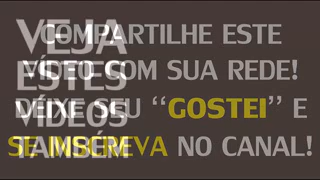 VEJA
ESTES
VÍDEOS
TAMBÉM
COMPARTILHE ESTE
VÍDEO COM SUA REDE!
DEIXE SEU “GOSTEI” E
SE INSCREVA NO CANAL!